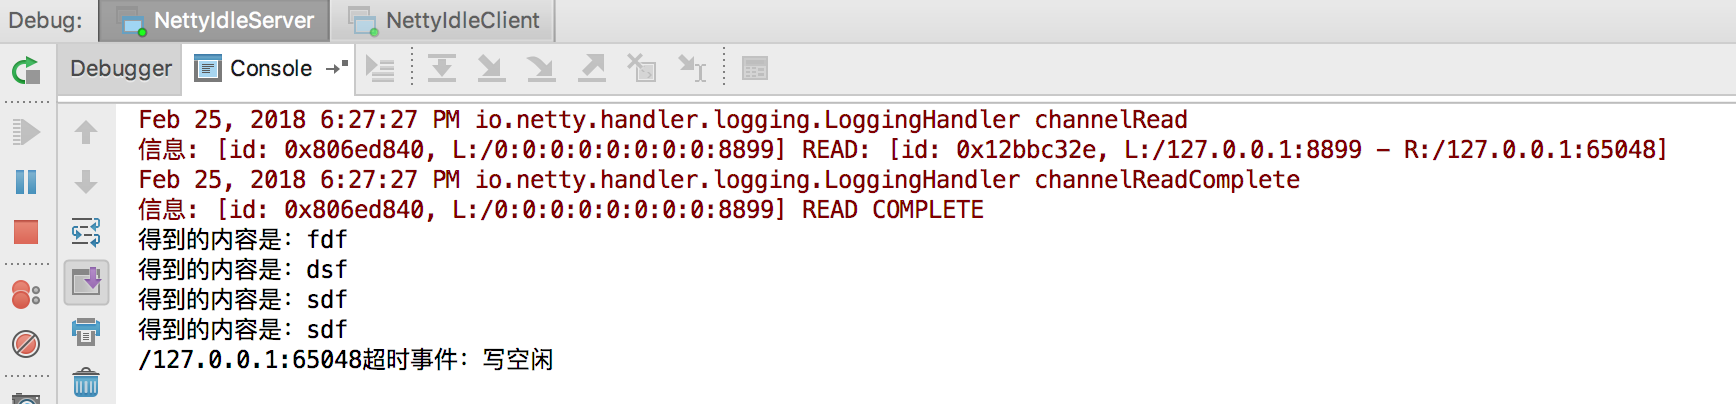 Debug: NettyIdleServer NettyIdleClient
Debugger Console
Feb 25, 2018 6:27:27 PM io.netty.handler.logging.LoggingHandler channelRead
信息: [id: 0x806ed840, L:/0:0:0:0:0:0:0:0:8899] READ: [id: 0x12bbc32e, L:/127.0.0.1:8899 - R:/127.0.0.1:65048]
Feb 25, 2018 6:27:27 PM io.netty.handler.logging.LoggingHandler channelReadComplete
信息: [id: 0x806ed840, L:/0:0:0:0:0:0:0:0:8899] READ COMPLETE
得到的内容是：fdf
得到的内容是：dsf
得到的内容是：sdf
得到的内容是：sdf
/127.0.0.1:65048超时事件：写空闲